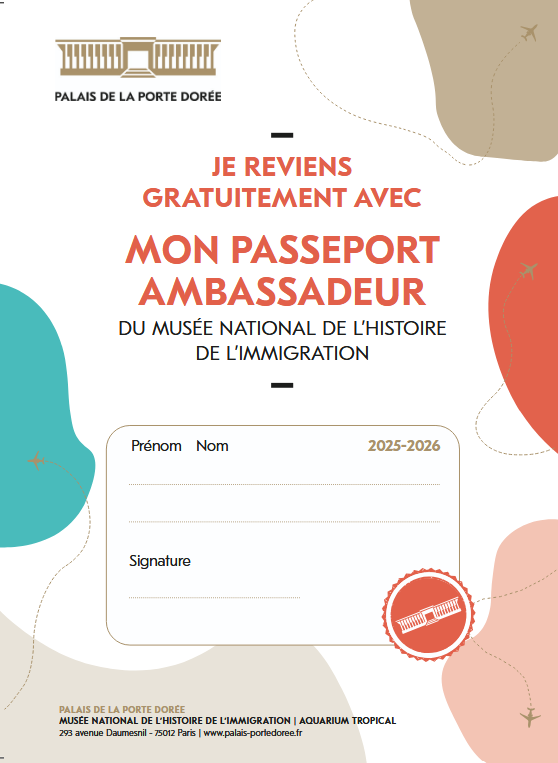 PALAIS DE LA PORTE DORÉE
JE REVIENS
GRATUITEMENT AVEC
MON PASSEPORT
AMBASSADEUR
DU MUSÉE NATIONAL DE L'HISTOIRE
DE L'IMMIGRATION
Prénom Nom 2025-2026
Signature
PALAIS DE LA PORTE DORÉE
MUSÉE NATIONAL DE L'HISTOIRE DE L'IMMIGRATION | AQUARIUM TROPICAL
293 avenue Daumesnil - 75012 Paris | www.palais-portedoree.fr